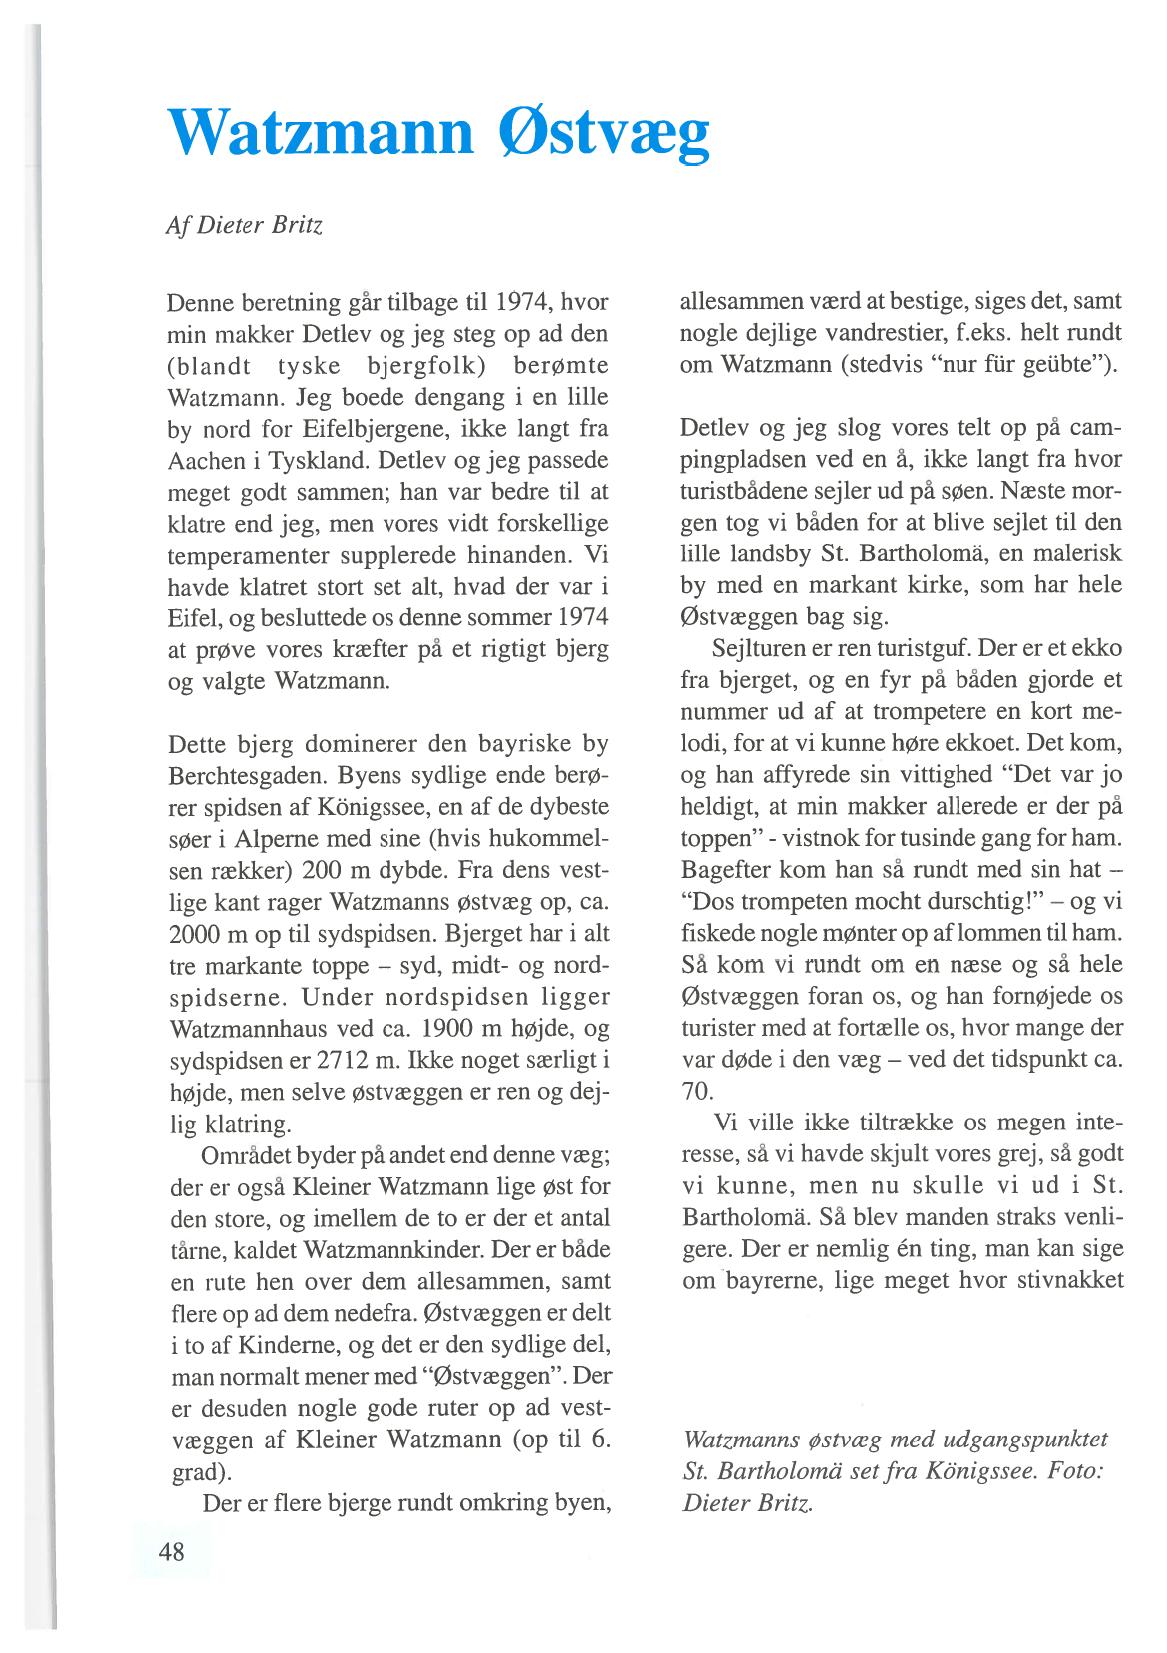 Watzmann Østvæg
Af Dieter Britz
Denne beretning går tilbage til 1974, hvor
min makker Detlev og jeg steg op ad den
(blandt tyske bjergfolk) berømte
Watzmann. Jeg boede dengang i en lille
by nord for Eifelbjergene, ikke langt fra
Aachen i Tyskland. Detlev og jeg passede
meget godt sammen; han var bedre til at
klatre end jeg, men vores vidt forskellige
temperamenter supplerede hinanden. Vi
havde klatret stort set alt, hvad der var i
Eifel, og besluttede os denne sommer 1974
at prøve vores kræfter på et rigtigt bjerg
og valgte Watzmann.
Dette bjerg dominerer den bayriske by
Berchtesgaden. Byens sydlige ende berø-
rer spidsen af Königssee, en af de dybeste
søer i Alperne med sine (hvis hukommel-
sen rækker) 200 m dybde. Fra dens vest-
lige kant rager Watzmanns østvæg op, ca.
2000 m op til sydspidsen. Bjerget har i alt
tre markante toppe – syd, midt- og nord-
spidserne. Under nordspidsen ligger
Watzmannhaus ved ca. 1900 m højde, og
sydspidsen er 2712 m. Ikke noget særligt i
højde, men selve østvæggen er ren og dej-
lig klatring.
Området byder på andet end denne væg;
der er også Kleiner Watzmann lige øst for
den store, og imellem de to er der et antal
tårne, kaldet Watzmannkinder. Der er både
en rute hen over dem allesammen, samt
flere op ad dem nedefra. Østvæggen er delt
i to af Kinderne, og det er den sydlige del,
man normalt mener med “Østvæggen”. Der
er desuden nogle gode ruter op ad vest-
væggen af Kleiner Watzmann (op til 6.
grad).
Der er flere bjerge rundt omkring byen,
allesammen værd at bestige, siges det, samt
nogle dejlige vandrestier, f.eks. helt rundt
om Watzmann (stedvis “nur für geübte”).
Detlev og jeg slog vores telt op på cam-
pingpladsen ved en å, ikke langt fra hvor
turistbådene sejler ud på søen. Næste mor-
gen tog vi båden for at blive sejlet til den
lille landsby St. Bartholomä, en malerisk
by med en markant kirke, som har hele
Østvæggen bag sig.
Sejlturen er ren turistguf. Der er et ekko
fra bjerget, og en fyr på båden gjorde et
nummer ud af at trompetere en kort me-
lodi, for at vi kunne høre ekkoet. Det kom,
og han affyrede sin vittighed “Det var jo
heldigt, at min makker allerede er der på
toppen” - vistnok for tusinde gang for ham.
Bagefter kom han så rundt med sin hat –
“Dos trompeten mocht durschtig!” – og vi
fiskede nogle mønter op af lommen til ham.
Så kom vi rundt om en næse og så hele
Østvæggen foran os, og han fornøjede os
turister med at fortælle os, hvor mange der
var døde i den væg – ved det tidspunkt ca.
70.
Vi ville ikke tiltrække os megen inte-
resse, så vi havde skjult vores grej, så godt
vi kunne, men nu skulle vi ud i St.
Bartholomä. Så blev manden straks venli-
gere. Der er nemlig én ting, man kan sige
om bayrerne, lige meget hvor stivnakket
Watzmanns østvæg med udgangspunktet
St. Bartholomä set fra Königssee. Foto:
Dieter Britz.
48